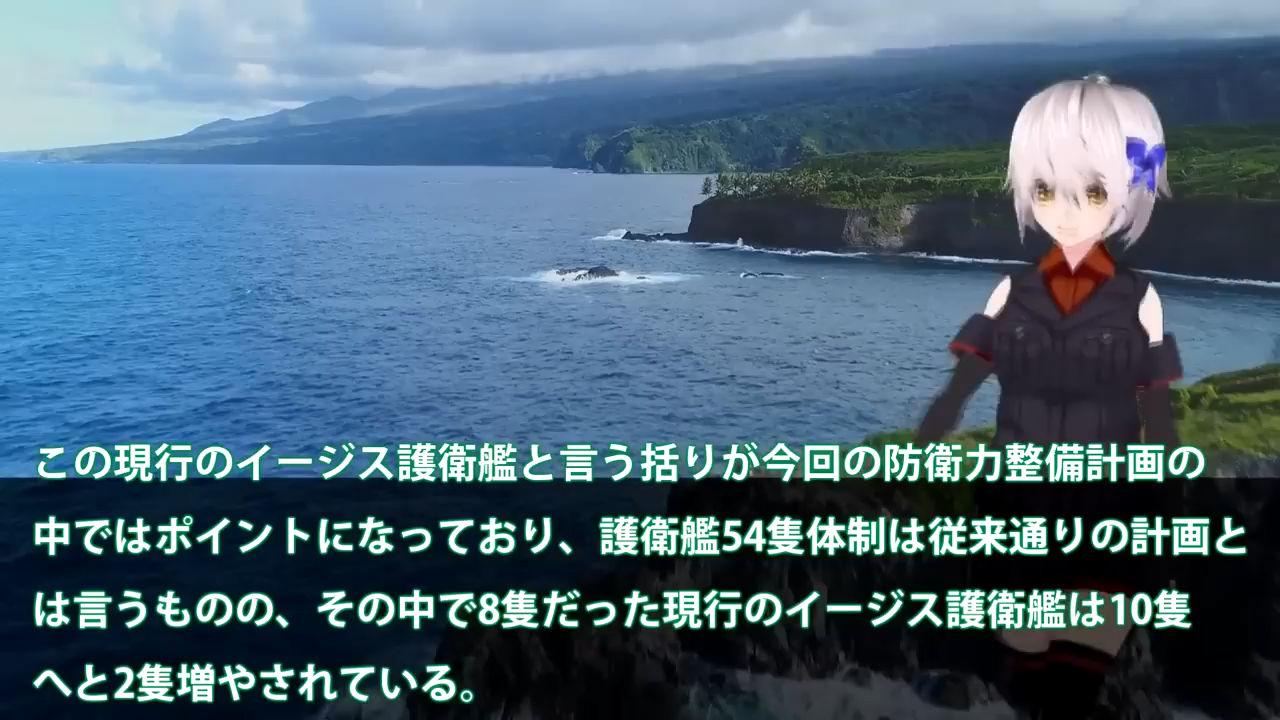 この現行のイージス護衛艦と言う括りが今回の防衛力整備計画の
中ではポイントになっており、護衛艦54隻体制は従来通りの計画と
は言うものの、その中で8隻だった現行のイージス護衛艦は10隻
へと2隻増やされている。